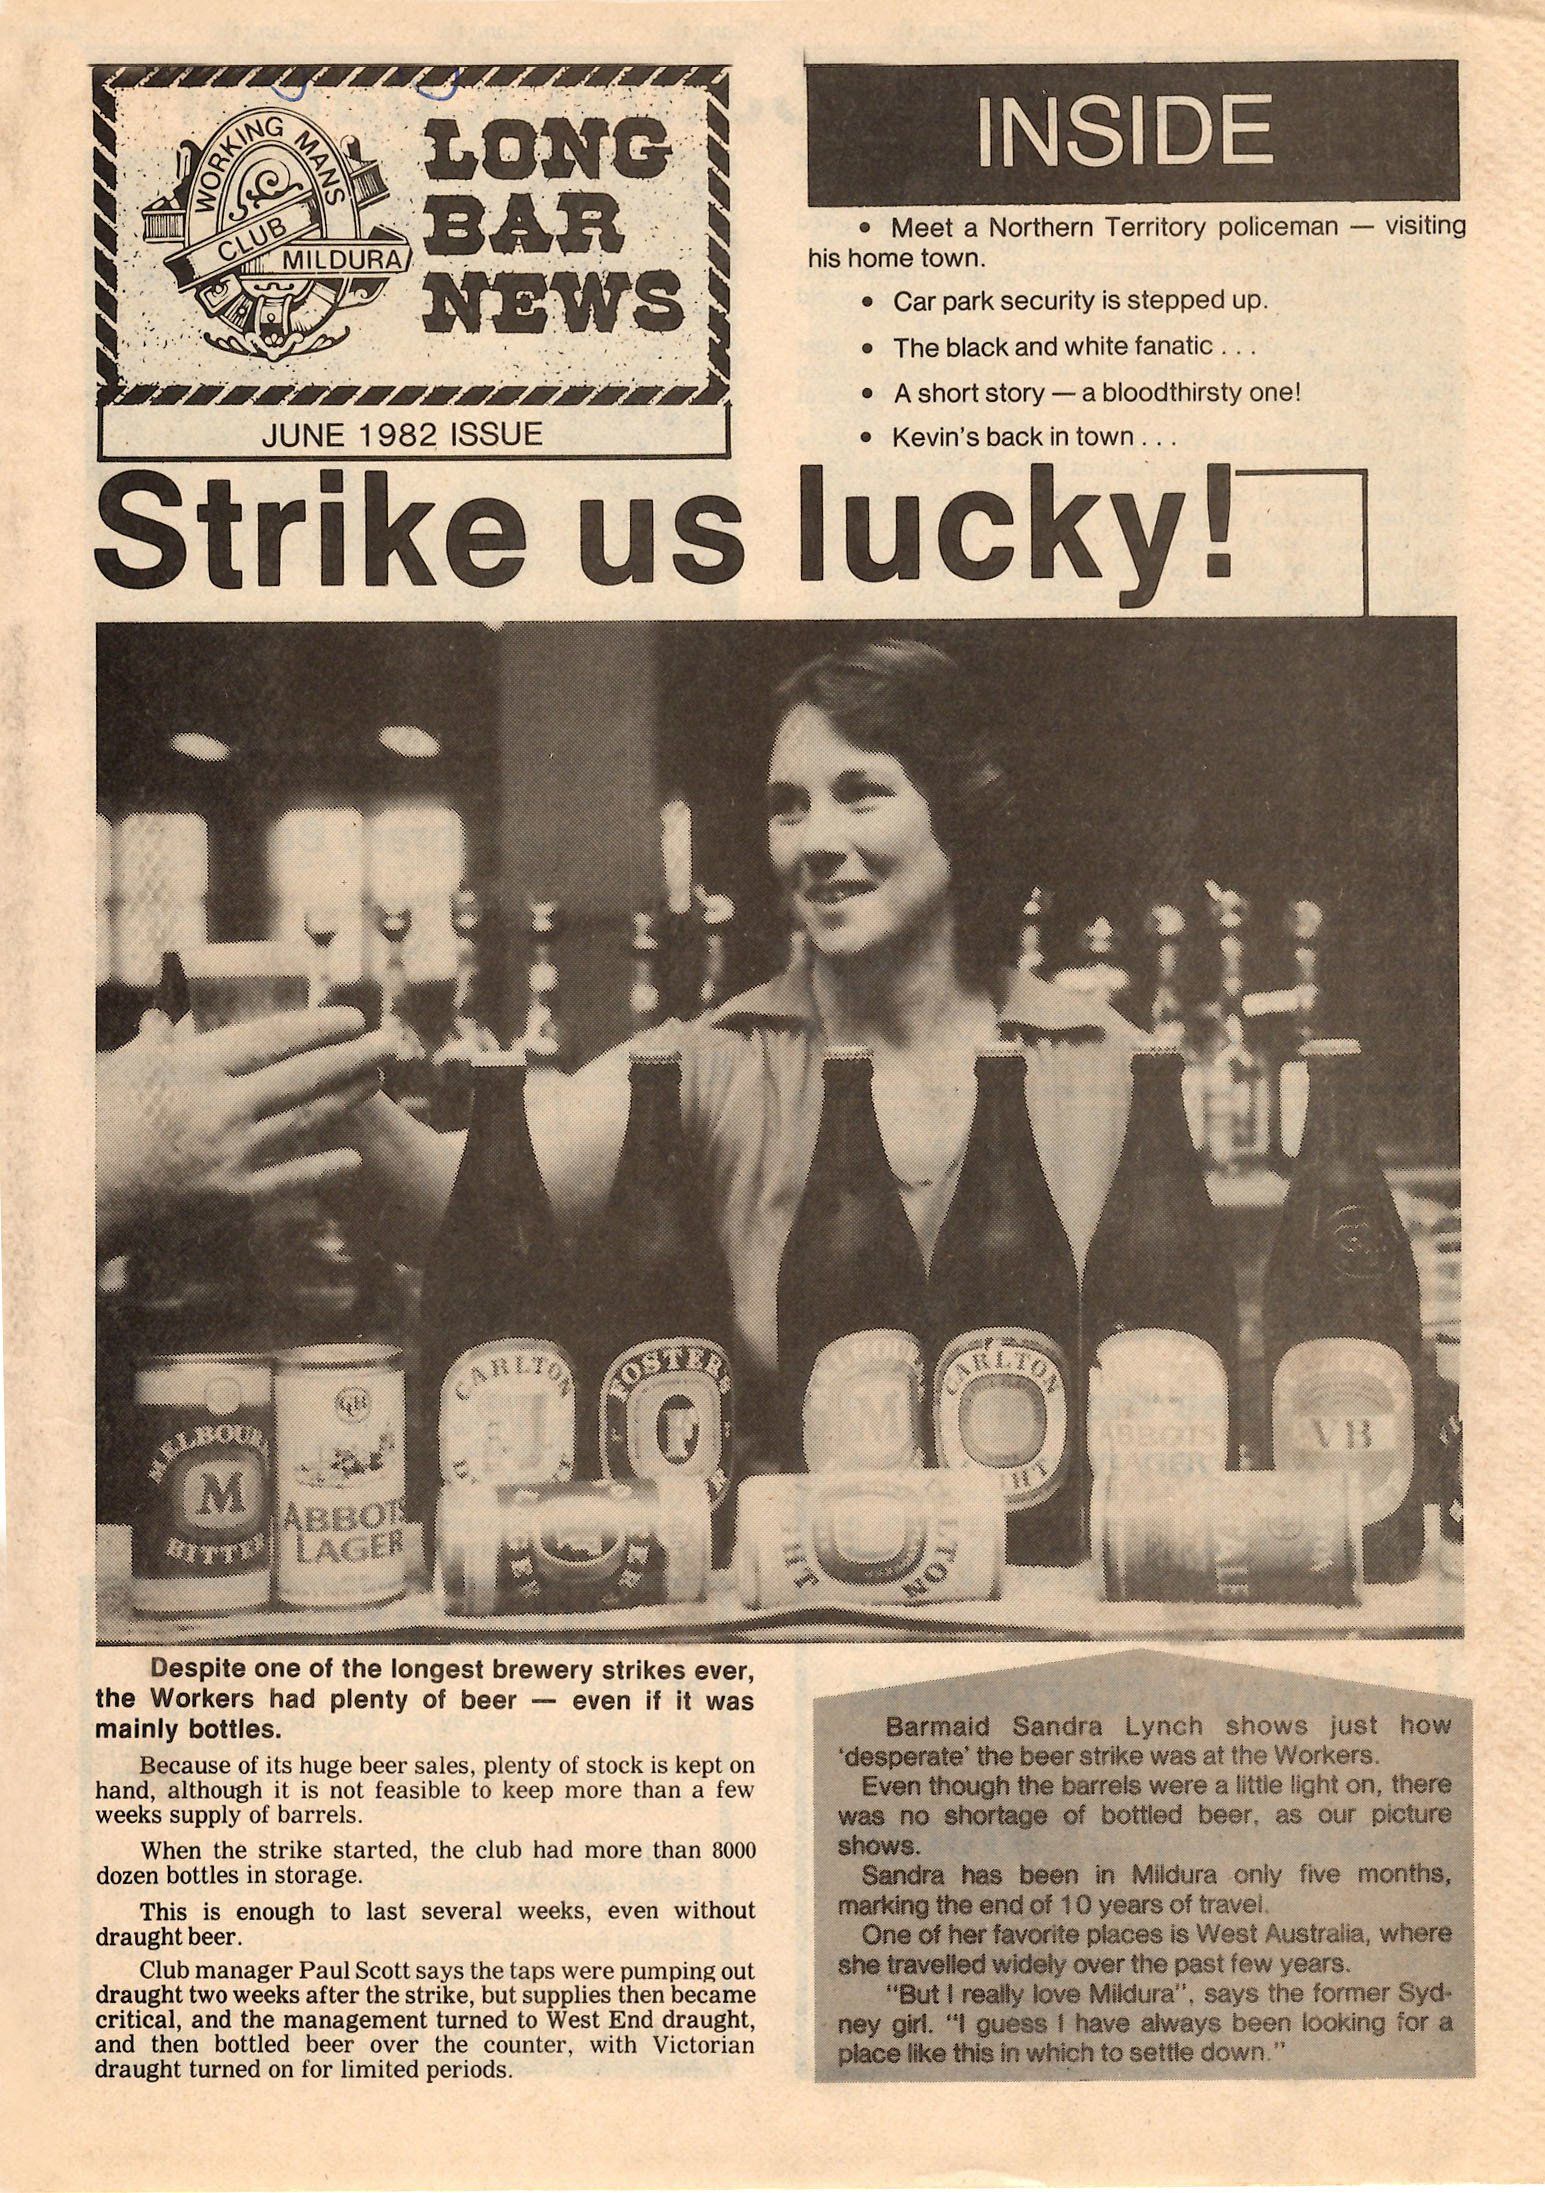 WORKING MANS
CLUB
MILDURA
LONG
BAR
NEWS
JUNE 1982 ISSUE
INSIDE
• Meet a Northern Territory policeman — visiting
his home town.
• Car park security is stepped up.
• The black and white fanatic . . .
• A short story — a bloodthirsty one!
• Kevin's back in town . . .
Strike us lucky!
CARLTON
FOSTER'S
F
M
CARLTON
ABBOTS
LAGER
VB
MELBOURN
M
BITTER
ABBOTS
LAGER
Despite one of the longest brewery strikes ever,
the Workers had plenty of beer — even if it was
mainly bottles.
Because of its huge beer sales, plenty of stock is kept on
hand, although it is not feasible to keep more than a few
weeks supply of barrels.
When the strike started, the club had more than 8000
dozen bottles in storage.
This is enough to last several weeks, even without
draught beer.
Club manager Paul Scott says the taps were pumping out
draught two weeks after the strike, but supplies then became
critical, and the management turned to West End draught,
and then bottled beer over the counter, with Victorian
draught turned on for limited periods.
Barmaid Sandra Lynch shows just how
'desperate' the beer strike was at the Workers.
Even though the barrels were a little light on, there
was no shortage of bottled beer, as our picture
shows.
Sandra has been in Mildura only five months,
marking the end of 10 years of travel.
One of her favorite places is West Australia, where
she travelled widely over the past few years.
"But I really love Mildura", says the former Syd-
ney girl. "I guess I have always been looking for a
place like this in which to settle down."